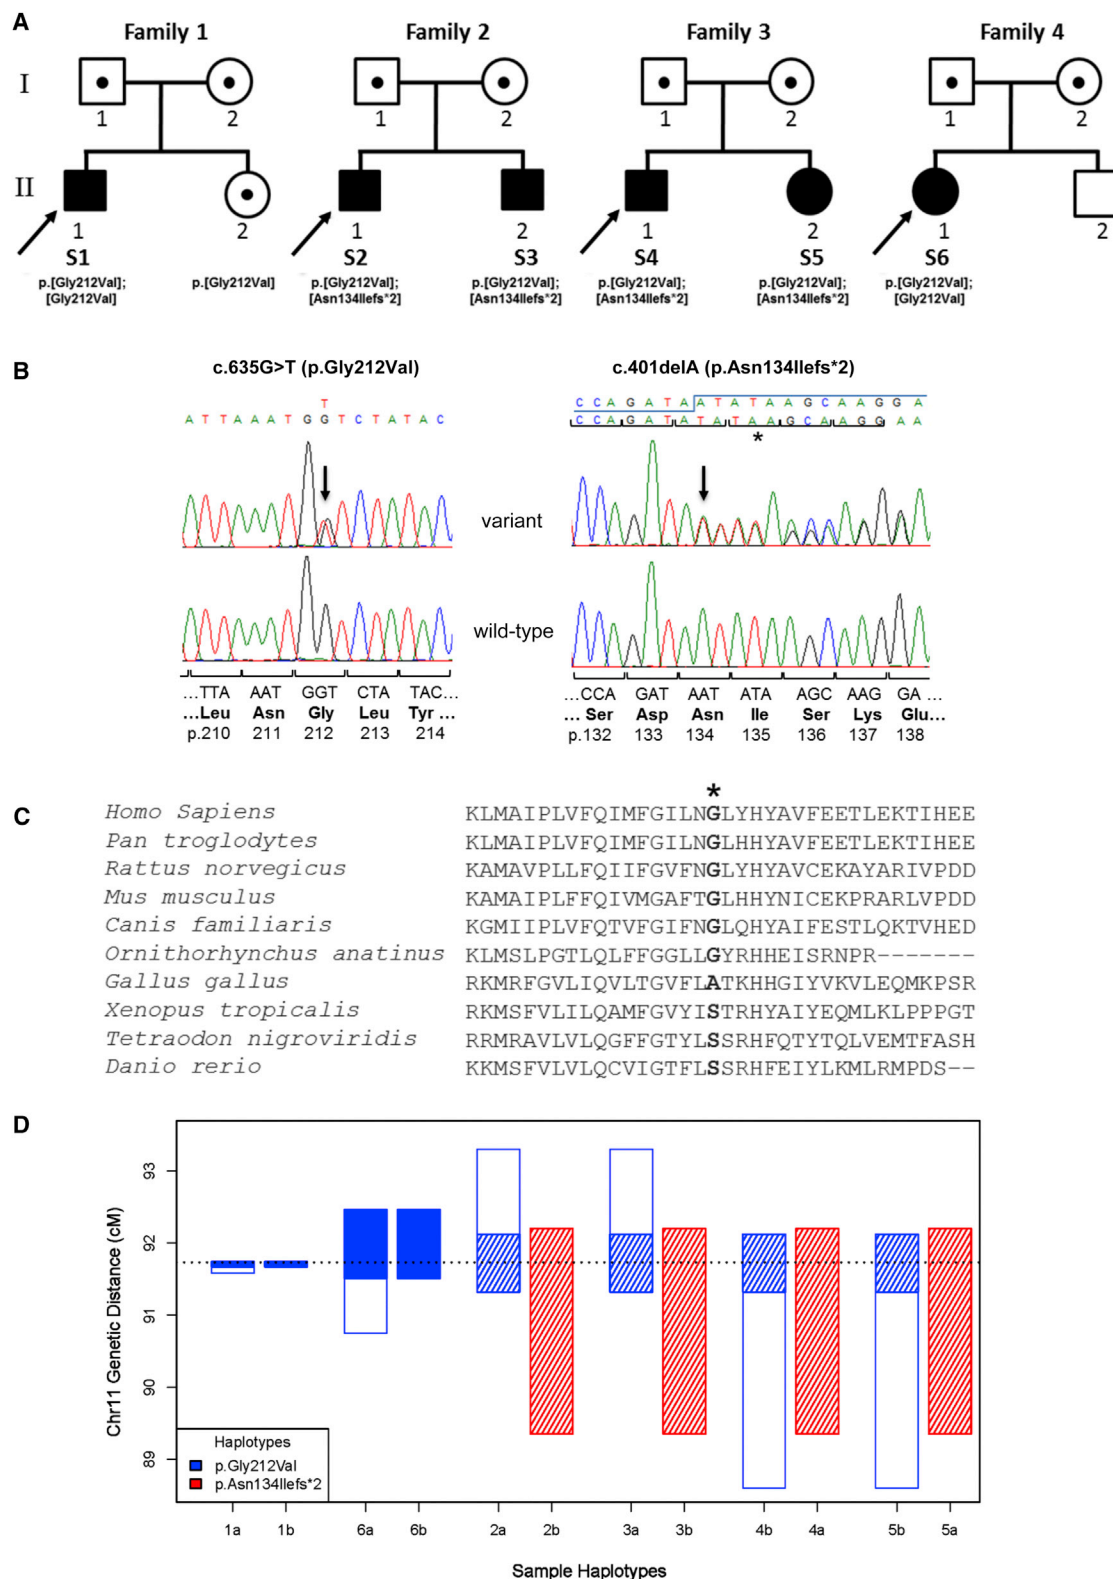 A
Family 1 Family 2 Family 3 Family 4
I
1 2 1 2 1 2 1 2
II
1 2 1 2 1 2 1 2
S1 S2 S3 S4 S5 S6
p.[Gly212Val]; p.[Gly212Val] p.[Gly212Val]; p.[Gly212Val]; p.[Gly212Val]; p.[Gly212Val]; p.[Gly212Val];
[Gly212Val] [Asn134Ilefs*2] [Asn134Ilefs*2] [Asn134Ilefs*2] [Asn134Ilefs*2] [Gly212Val]
B
c.635G>T (p.Gly212Val) c.401delA (p.Asn134Ilefs*2)
T
A T T A A A T G G T C T A T A C
C C A G A T A A T A T A A G C A A G G A
C C A G A T A T A T A A G C A A G G A A
*
variant
wild-type
...TTA AAT GGT CTA TAC...
...Leu Asn Gly Leu Tyr ...
p.210 211 212 213 214
...CCA GAT AAT ATA AGC AAG GA ...
... Ser Asp Asn Ile Ser Lys Glu...
p.132 133 134 135 136 137 138
C
*
Homo Sapiens KLMAIPLVFQIMFGILNGLYHYAVFEETLEKTIHEE
Pan troglodytes KLMAIPLVFQIMFGILNGLHHYAVFEETLEKTIHEE
Rattus norvegicus KAMAVPLLFQIIFGVFNGLYHYAVCEKAYARIVPDD
Mus musculus KAMAIPLFFQIVMGAFTGLHHYNICEKPRARLVPDD
Canis familiaris KGMIIPLVFQTVFGIFNGLQHYAIFESTLQKTVHED
Ornithorhynchus anatinus KLMSLPGTLQLFFGGLLGYRHHEISRNPR-------
Gallus gallus RKMRFGVLIQVLTGVFLATKHHGIYVKVLEQMKPSR
Xenopus tropicalis RKMSFVLILQAMFGVYISTRHYAIYEQMLKLPPPGT
Tetraodon nigroviridis RRMRAVLVLQGFFGTYLSSRHFQTYTQLVEMTFASH
Danio rerio KKMSFVLVLQCVIGTFLSSRHFEIYLKMLRMPDS--
D
Chr11 Genetic Distance (cM)
93
92
91
90
89
Haplotypes
p.Gly212Val
p.Asn134Ilefs*2
1a 1b 6a 6b 2a 2b 3a 3b 4b 4a 5b 5a
Sample Haplotypes